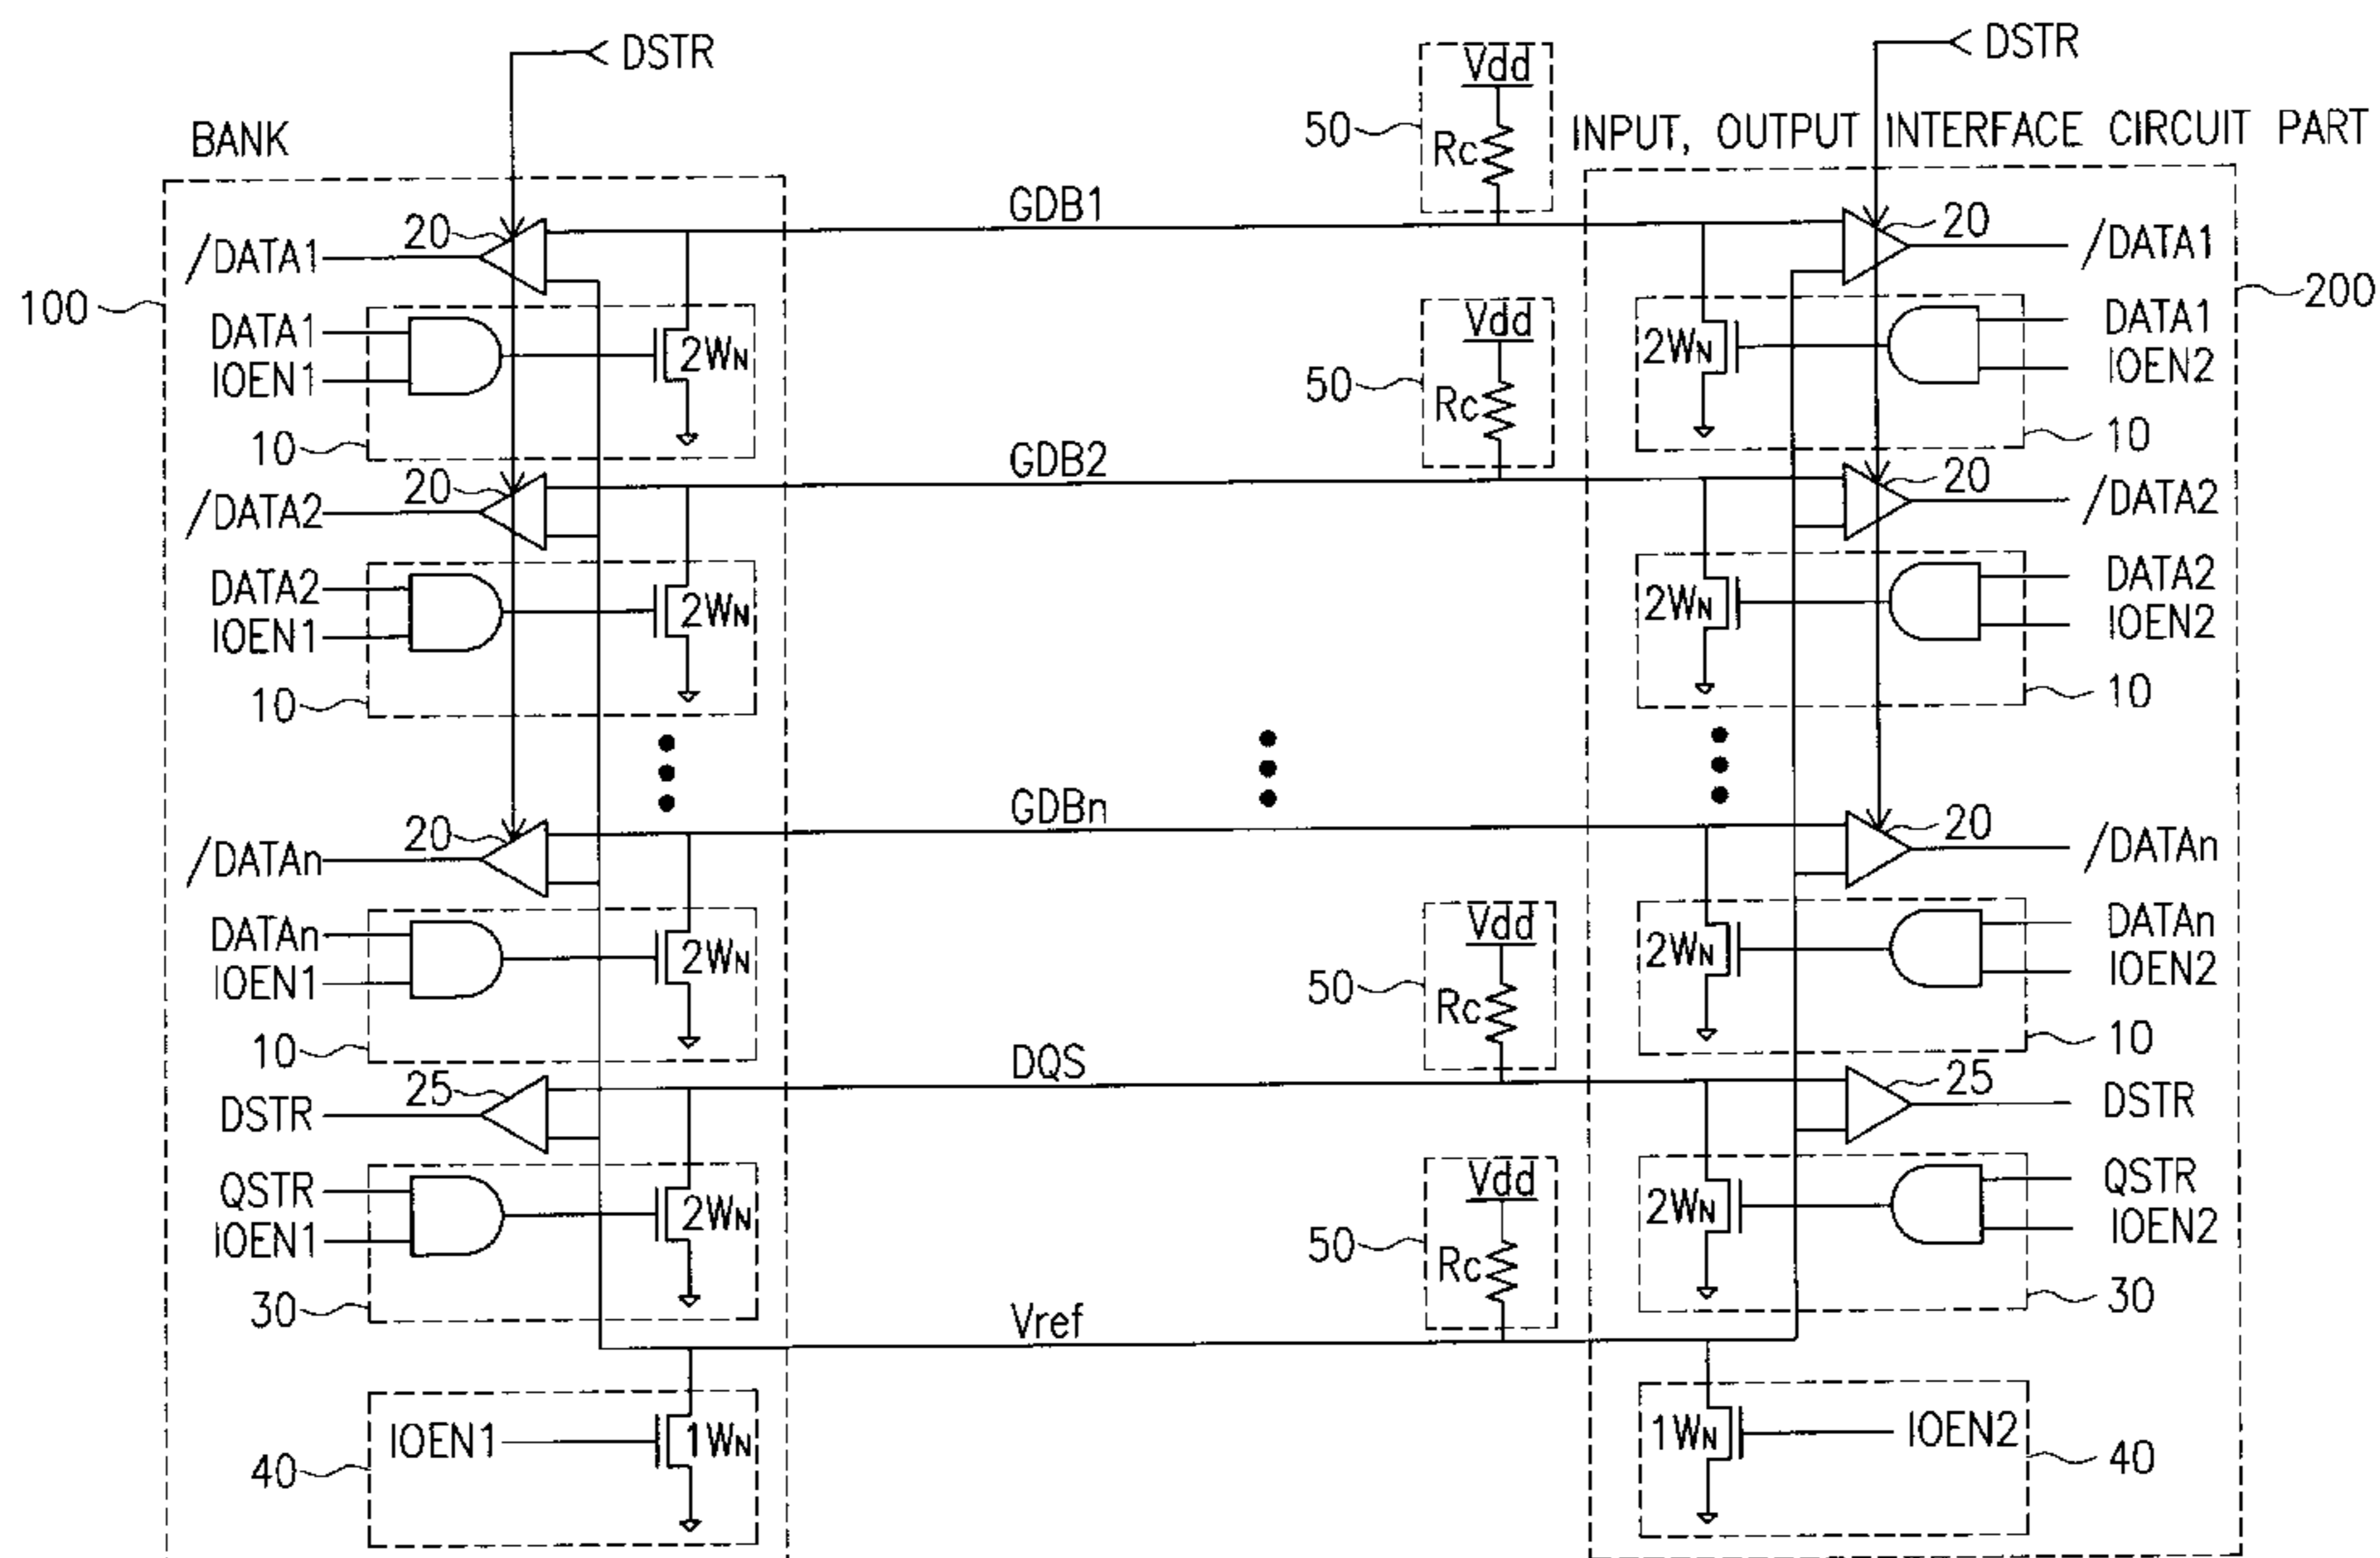 DSTR
DSTR
Vdd
50
Rc
BANK
INPUT, OUTPUT INTERFACE CIRCUIT PART
GDB1
20
/DATA1
20
/DATA1
100
200
DATA1
IOEN1
2WN
Vdd
50
Rc
2WN
DATA1
IOEN2
10
10
GDB2
20
/DATA2
20
/DATA2
DATA2
IOEN1
2WN
2WN
DATA2
IOEN2
10
10
GDBn
20
/DATAn
20
/DATAn
DATAn
IOEN1
2WN
Vdd
50
Rc
2WN
DATAn
IOEN2
10
10
DQS
25
DSTR
25
DSTR
QSTR
IOEN1
2WN
Vdd
50
Rc
2WN
QSTR
IOEN2
30
30
Vref
IOEN1
1WN
1WN
IOEN2
40
40